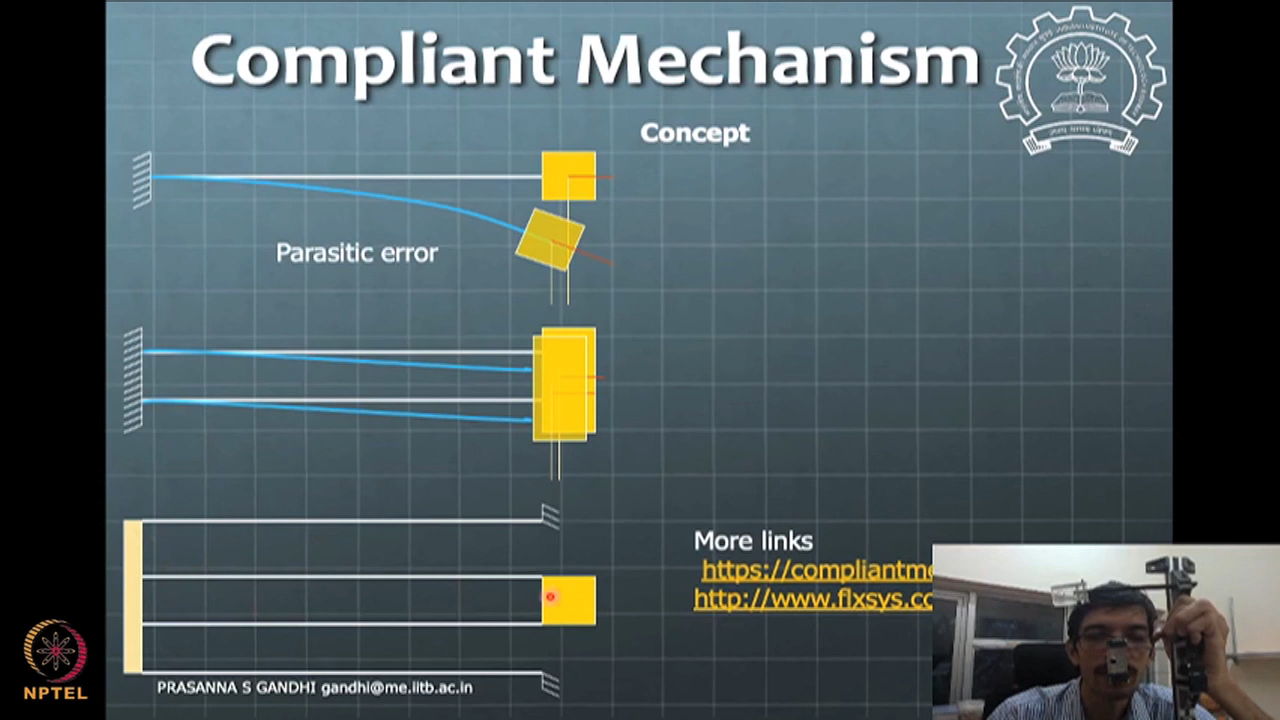 Compliant Mechanism
Concept
Parasitic error
More links
https://compliantme
http://www.flxsys.co
PRASANNA S GANDHI gandhi@me.iitb.ac.in
NPTEL